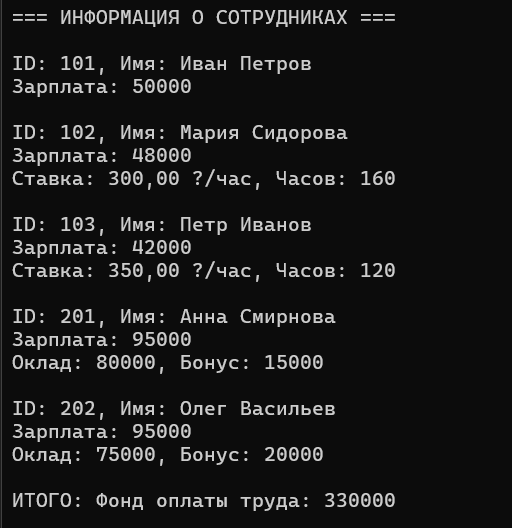 === ИНФОРМАЦИЯ О СОТРУДНИКАХ ===
ID: 101, Имя: Иван Петров
Зарплата: 50000
ID: 102, Имя: Мария Сидорова
Зарплата: 48000
Ставка: 300,00 ?/час, Часов: 160
ID: 103, Имя: Петр Иванов
Зарплата: 42000
Ставка: 350,00 ?/час, Часов: 120
ID: 201, Имя: Анна Смирнова
Зарплата: 95000
Оклад: 80000, Бонус: 15000
ID: 202, Имя: Олег Васильев
Зарплата: 95000
Оклад: 75000, Бонус: 20000
ИТОГО: Фонд оплаты труда: 330000